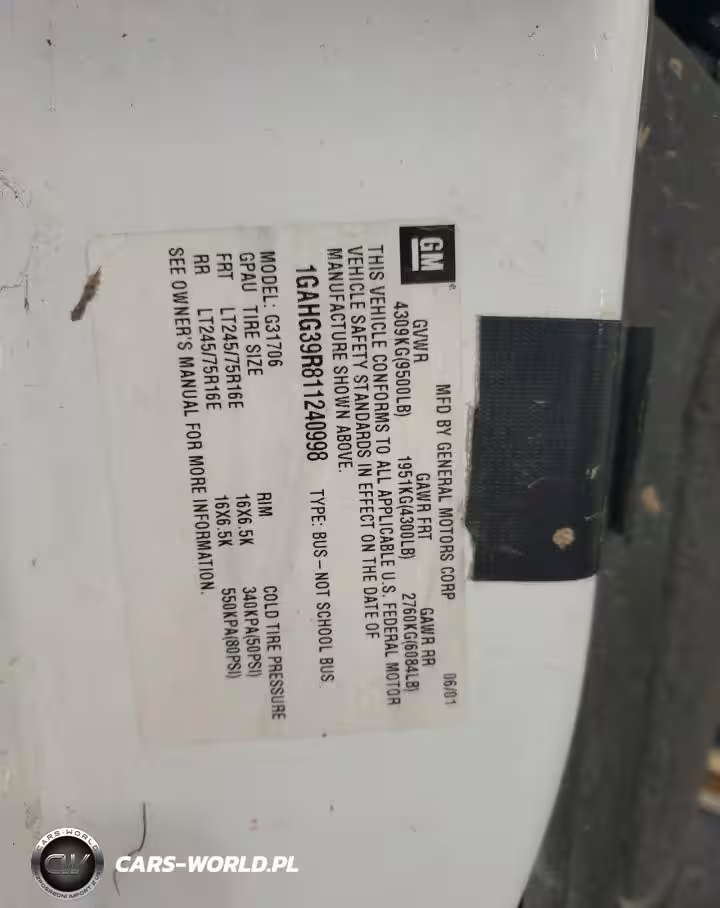 GM
MFD BY GENERAL MOTORS CORP 06/01
GVWR GAWR FRT GAWR RR
4309KG(9500LB) 1951KG(4300LB) 2760KG(6084LB)
THIS VEHICLE CONFORMS TO ALL APPLICABLE U.S. FEDERAL MOTOR
VEHICLE SAFETY STANDARDS IN EFFECT ON THE DATE OF
MANUFACTURE SHOWN ABOVE.
1GAHG39R811240998 TYPE: BUS – NOT SCHOOL BUS
MODEL: G31706
GPAU TIRE SIZE RIM COLD TIRE PRESSURE
FRT LT245/75R16E 16X6.5K 340KPA(50PSI)
RR LT245/75R16E 16X6.5K 550KPA(80PSI)
SEE OWNER'S MANUAL FOR MORE INFORMATION.
CARS-WORLD
CW
CARS-WORLD.PL